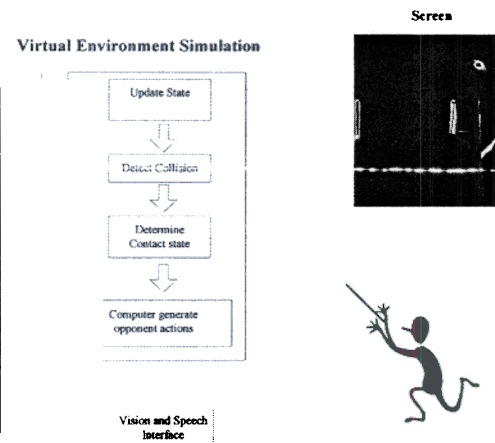 Screen
Virtual Environment Simulation
Update State
Detect Collision
Determine
Contact state
Computer generate
opponent actions
Vision and Speech
Interface